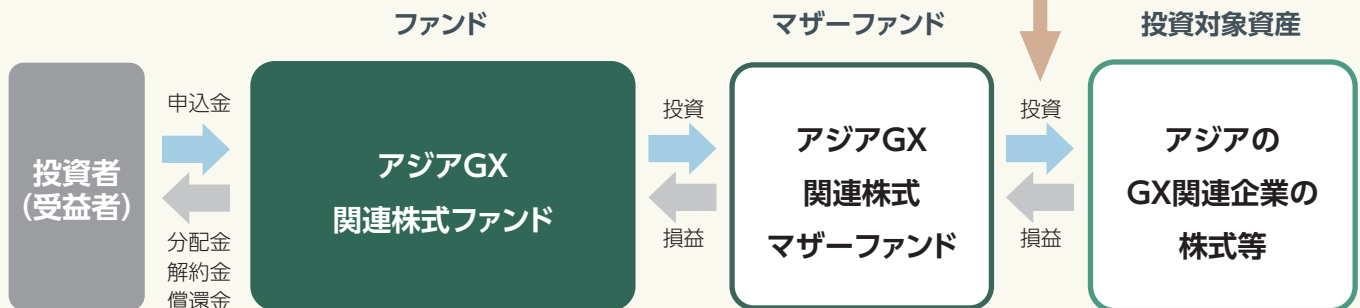 ファンド
マザーファンド
投資対象資産
投資者
(受益者)
申込金
分配金
解約金
償還金
アジアGX
関連株式ファンド
投資
損益
アジアGX
関連株式
マザーファンド
投資
損益
アジアの
GX関連企業の
株式等